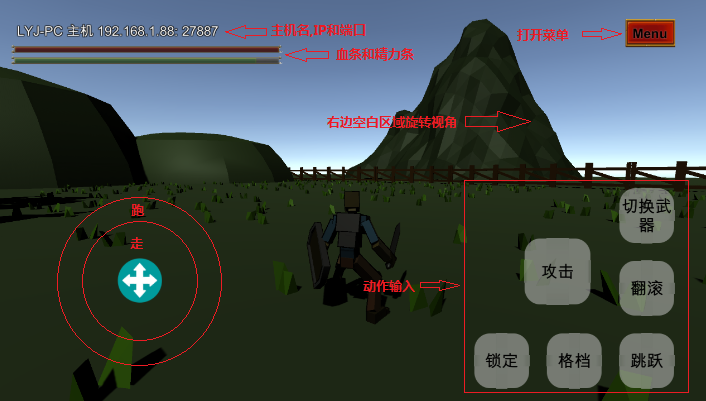 LYJ-PC 主机 192.168.1.88: 27887
主机名,IP和端口
打开菜单
Menu
血条和精力条
右边空白区域旋转视角
跑
走
切换武
器
攻击
翻滚
动作输入
锁定
格档
跳跃